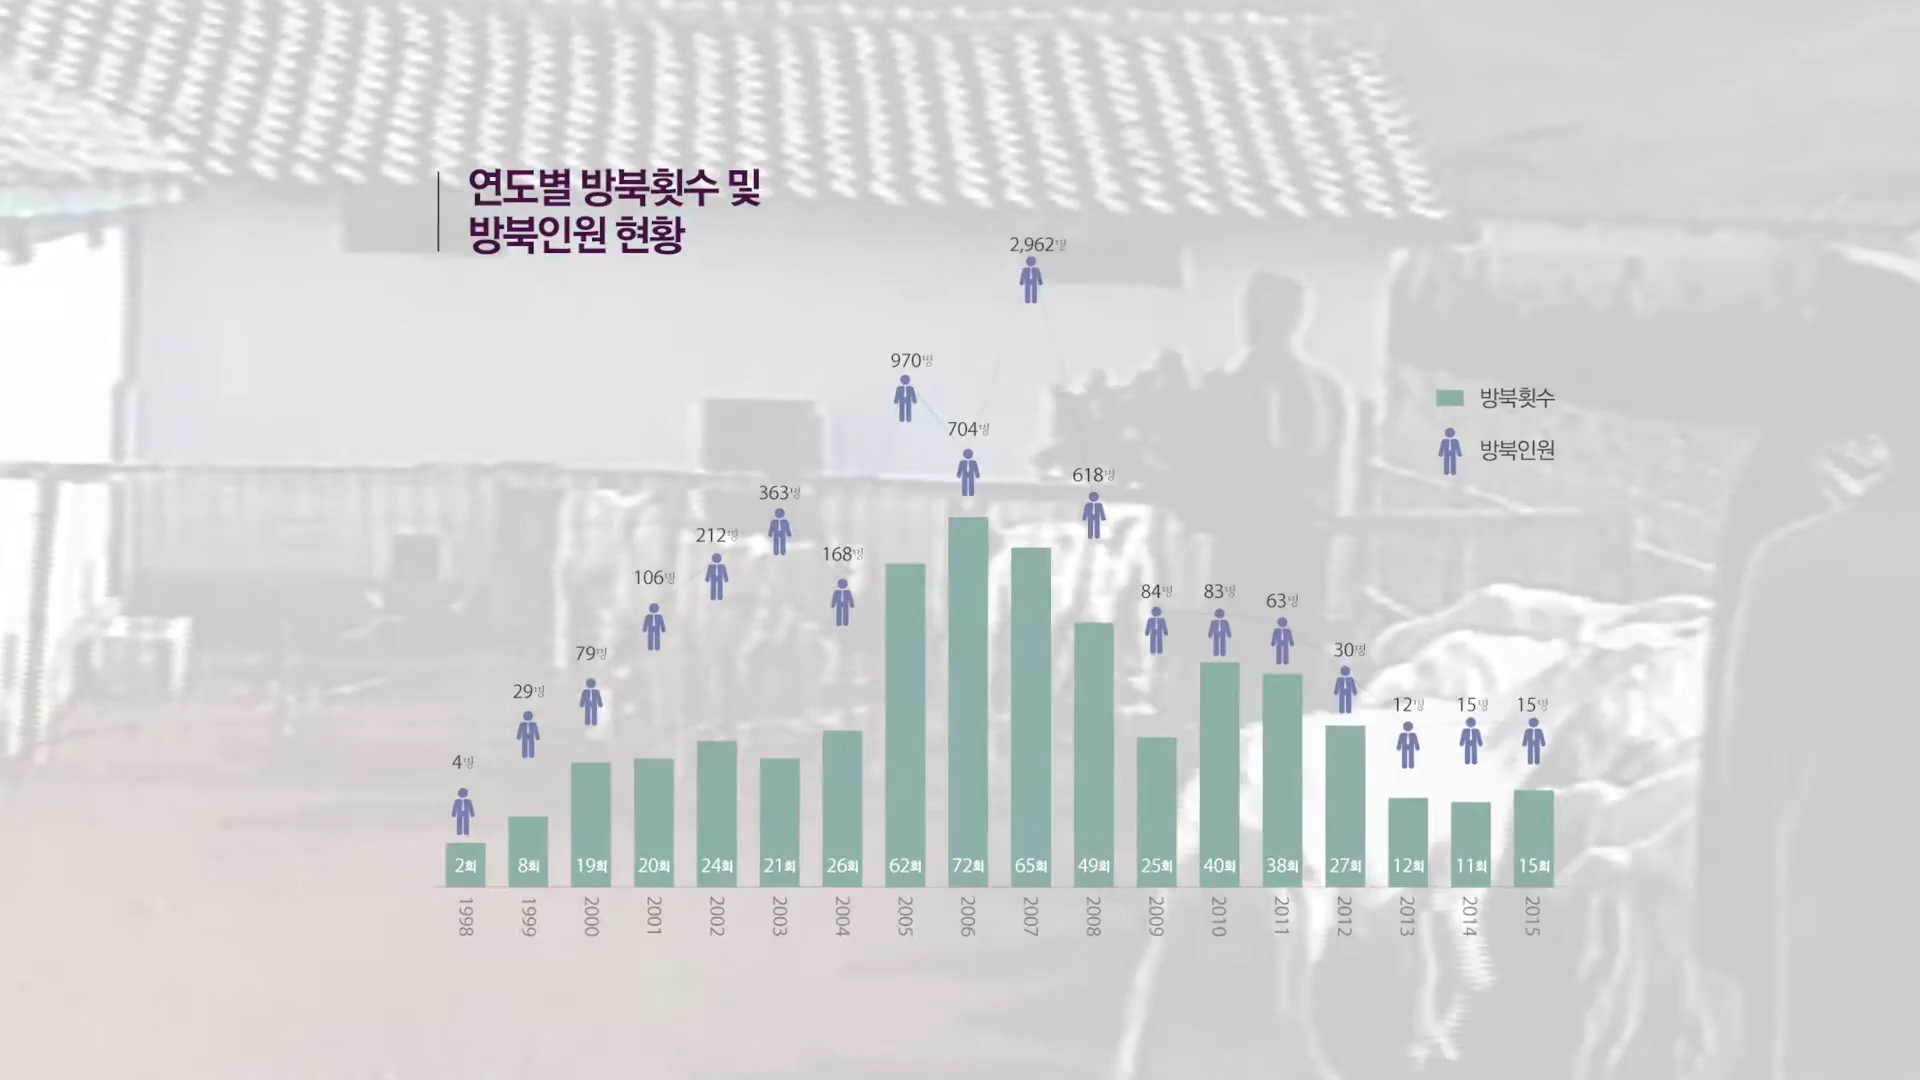 연도별 방북횟수 및
방북인원 현황
2,962명
970명
704명
618명
363명
212명
168명
106명
84명
83명
63명
79명
30명
29명
12명
15명
15명
4명
방북횟수
방북인원
2회 8회 19회 20회 24회 21회 26회 62회 72회 65회 49회 25회 40회 38회 27회 12회 11회 15회
1998 1999 2000 2001 2002 2003 2004 2005 2006 2007 2008 2009 2010 2011 2012 2013 2014 2015